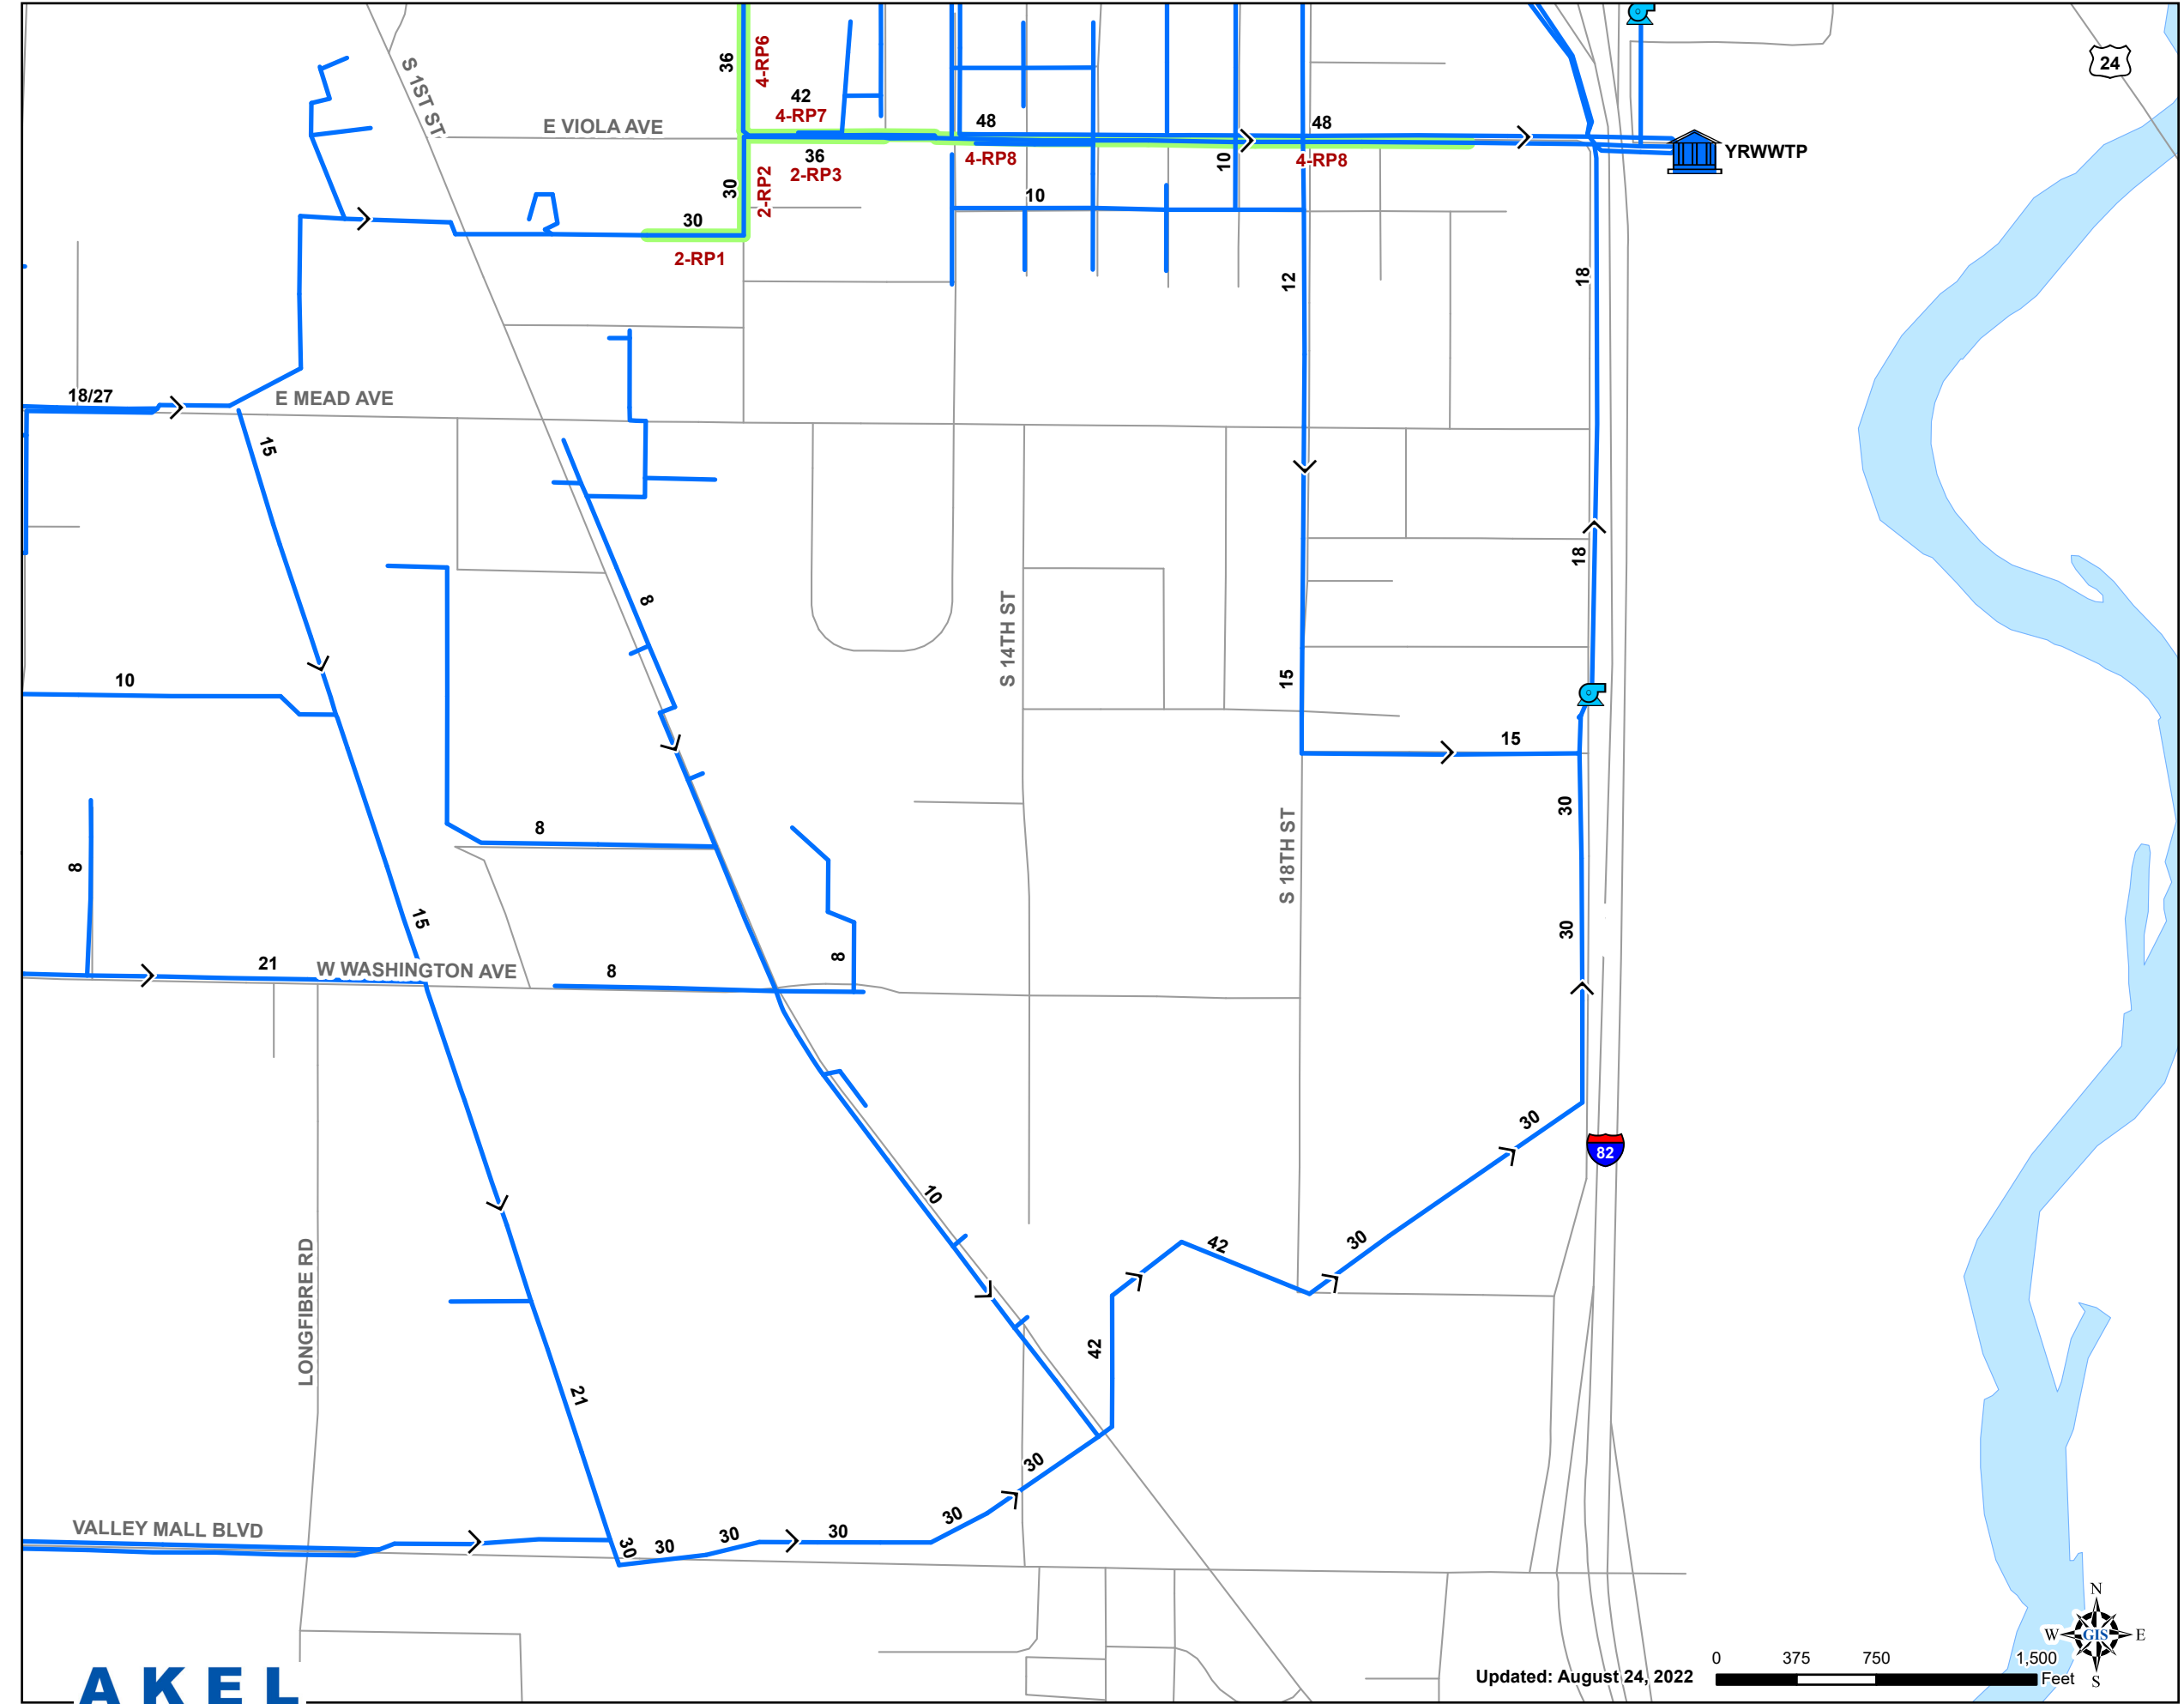 36
4-RP6
24
S 1ST ST
42
4-RP7
E VIOLA AVE
48
48
36
2-RP3
4-RP8
10
4-RP8
YRWWTP
30
2-RP2
10
30
2-RP1
12
18
18/27
E MEAD AVE
15
18
8
S 14TH ST
10
15
15
30
8
8
S 18TH ST
15
30
8
21
W WASHINGTON AVE
8
30
82
10
42
30
LONGFIBRE RD
42
21
30
VALLEY MALL BLVD
30
30
30
30
30
N
W
GIS
E
S
0
375
750
1,500
Feet
Updated: August 24, 2022
AKEL